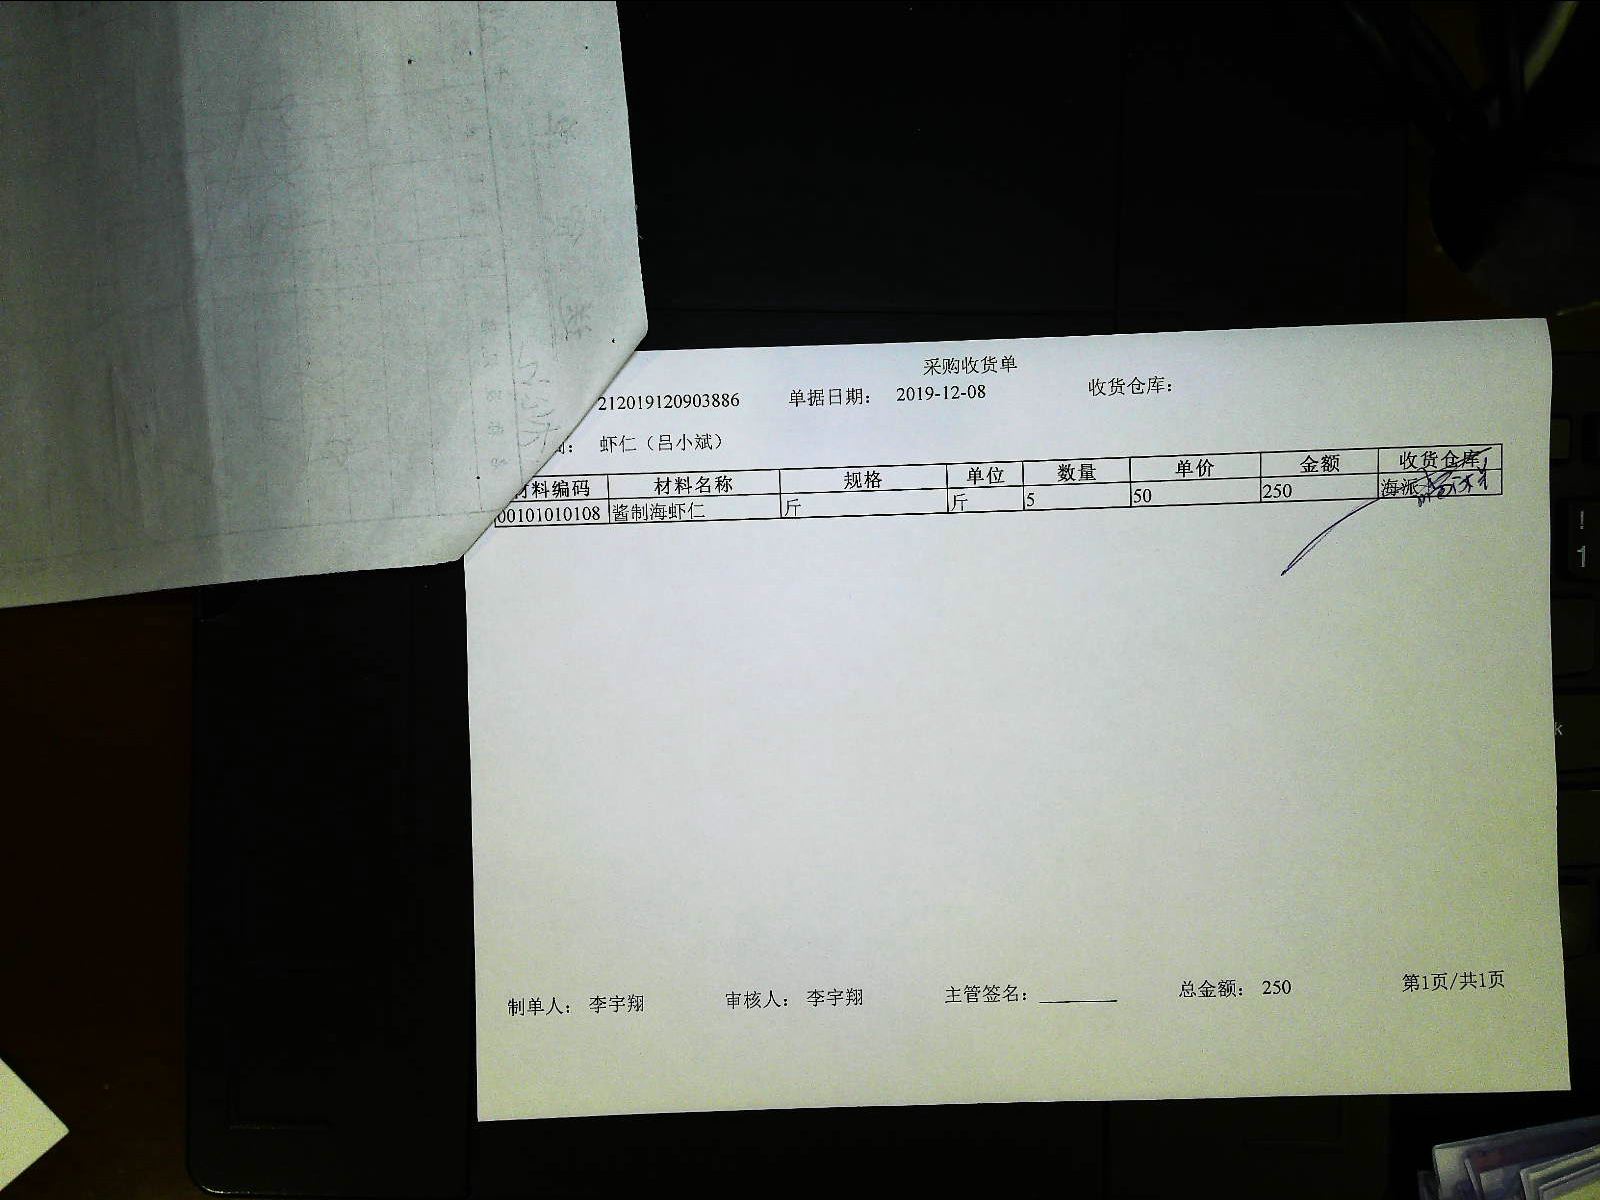 采购收货单
212019120903886 单据日期： 2019-12-08 收货仓库：
虾仁（吕小斌）
材料编码 材料名称 规格 单位 数量 单价 金额 收货仓库
00101010108 酱制海虾仁 斤 斤 5 50 250 海派
制单人： 李宇翔 审核人： 李宇翔 主管签名： 总金额： 250 第1页/共1页